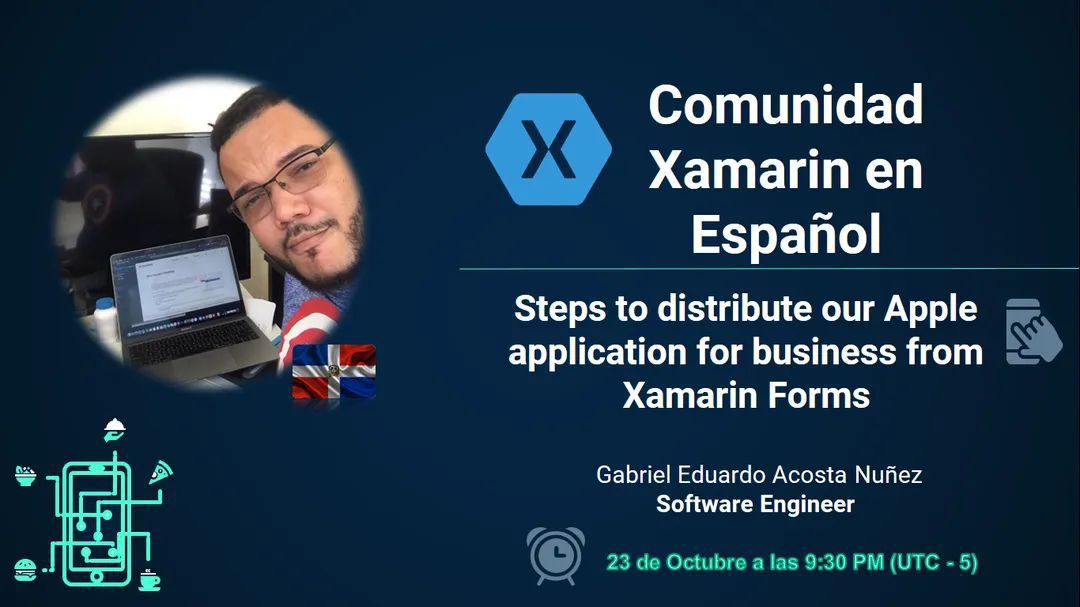 Comunidad
Xamarin en
Español
Steps to distribute our Apple
application for business from
Xamarin Forms
Gabriel Eduardo Acosta Nuñez
Software Engineer
23 de Octubre a las 9:30 PM (UTC - 5)